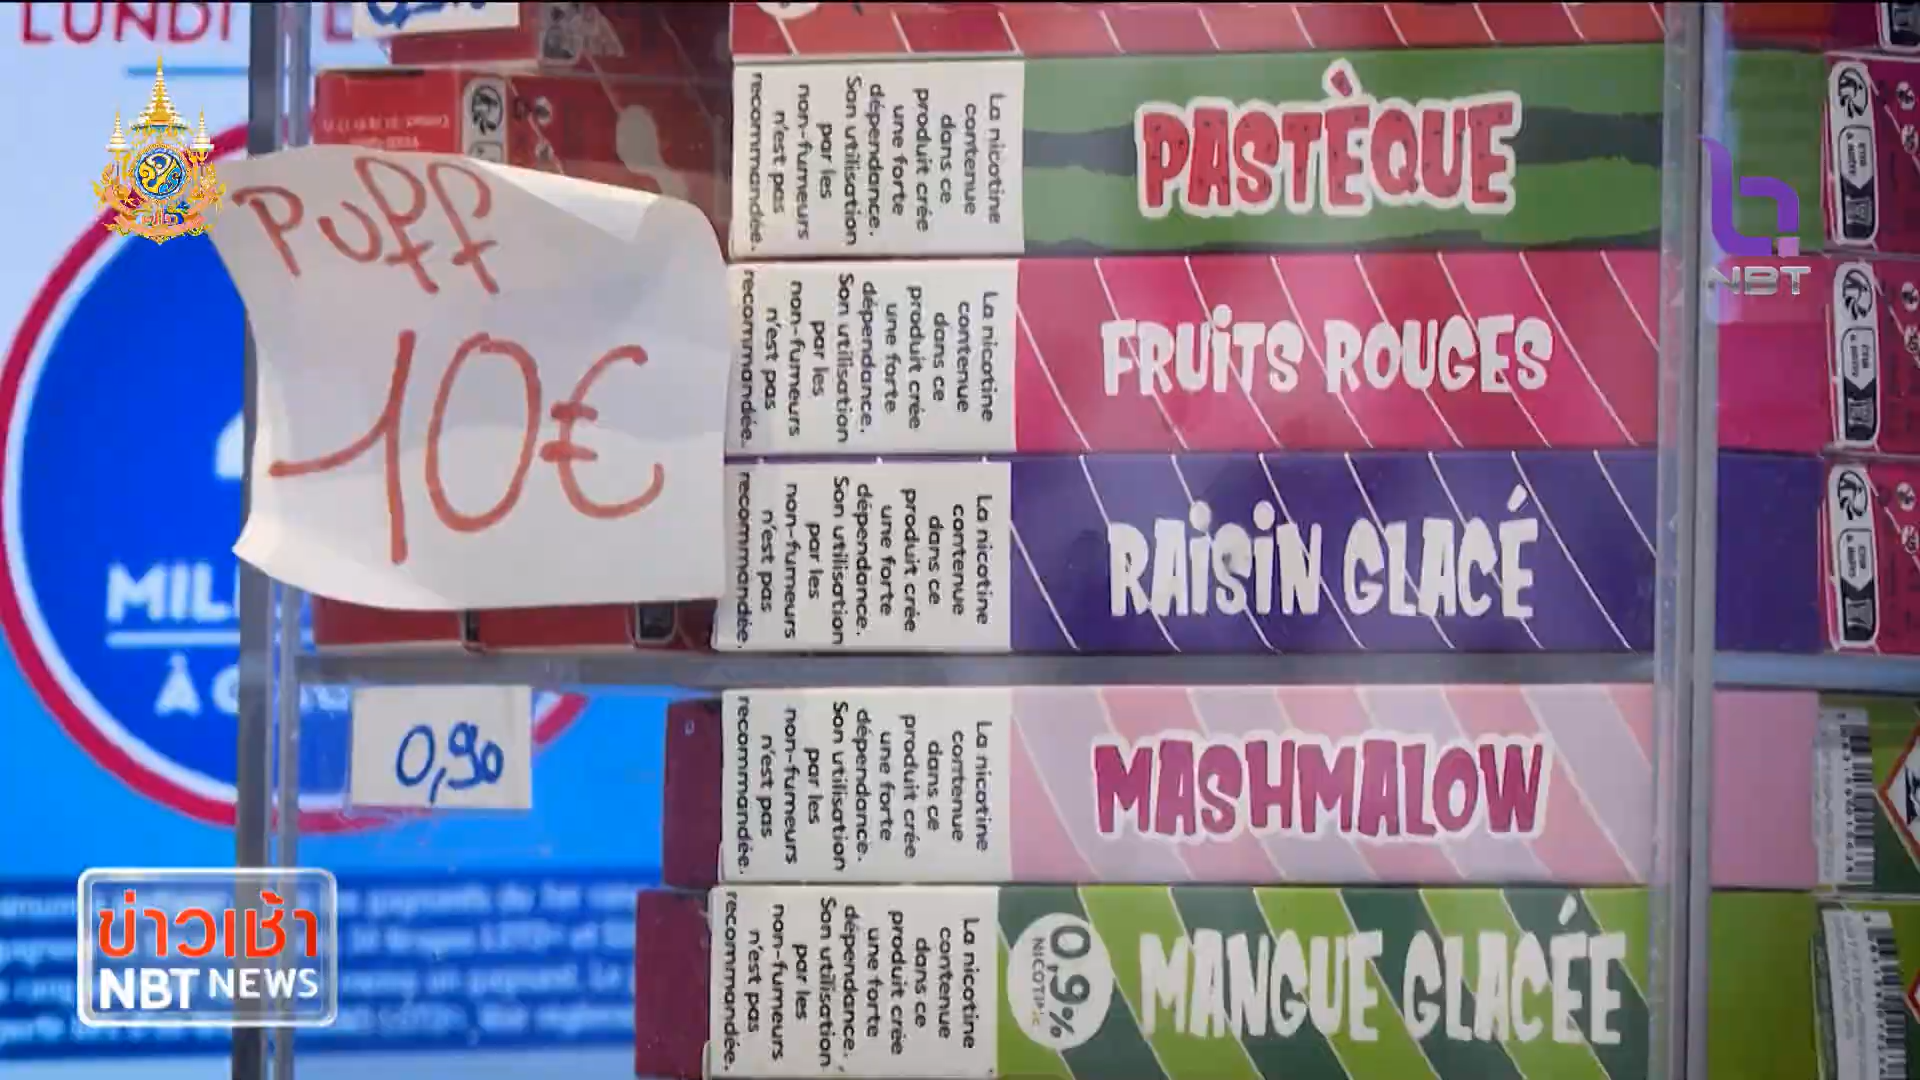 LUNDI
Puff
10€
MIL
À G
0,90
La nicotine
contenue
dans ce
produit crée
une forte
dépendance.
Son utilisation
par les
non-fumeurs
n'est pas
recommandée.
PASTÈQUE
La nicotine
contenue
dans ce
produit crée
une forte
dépendance.
Son utilisation
par les
non-fumeurs
n'est pas
recommandée.
FRUiTS ROUGES
La nicotine
contenue
dans ce
produit crée
une forte
dépendance.
Son utilisation
par les
non-fumeurs
n'est pas
recommandée.
RAiSiN GLACÉ
La nicotine
contenue
dans ce
produit crée
une forte
dépendance.
Son utilisation
par les
non-fumeurs
n'est pas
recommandée.
MASHMALOW
La nicotine
contenue
dans ce
produit crée
une forte
dépendance.
Son utilisation
par les
non-fumeurs
n'est pas
recommandée.
0,9%
NICOTINE
MANGUE GLACÉE
NBT
ข่าวเช้า
NBT NEWS